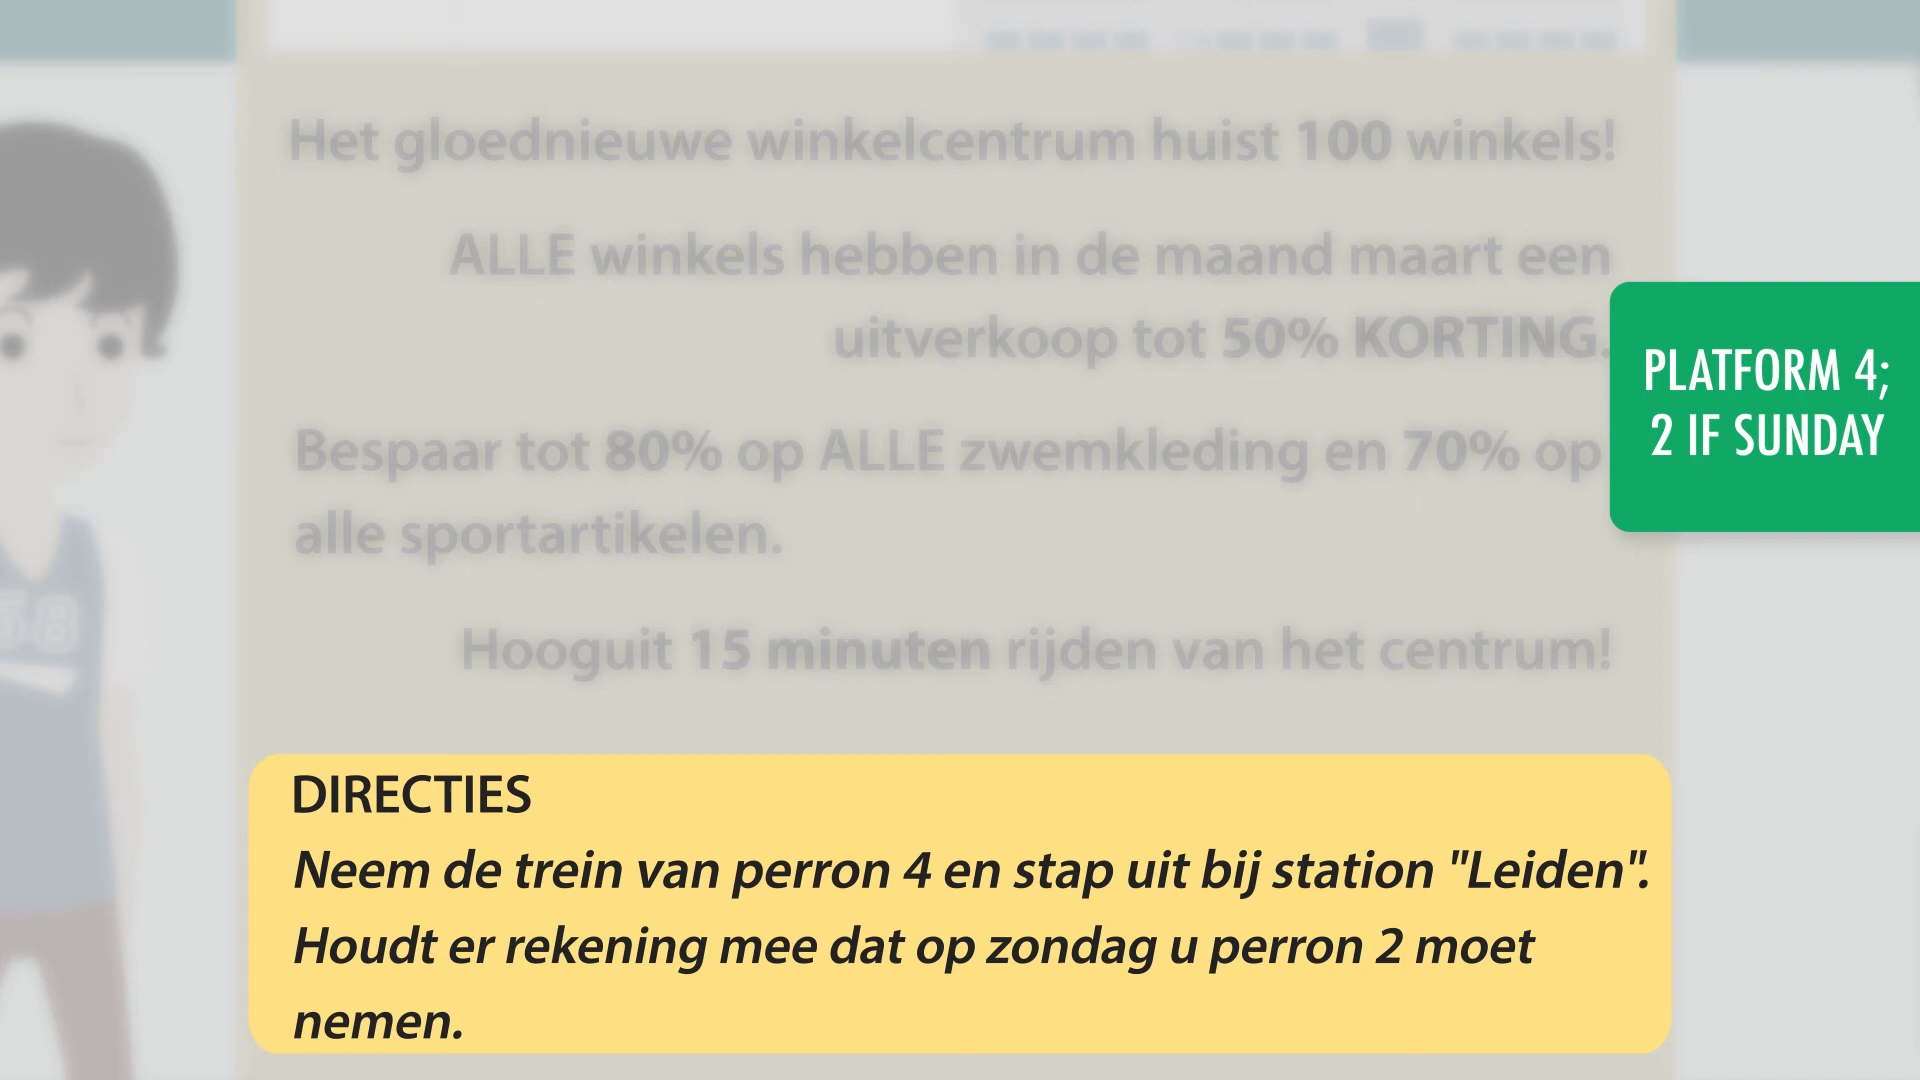 Het gloednieuwe winkelcentrum huist 100 winkels!
ALLE winkels hebben in de maand maart een
uitverkoop tot 50% KORTING.
Bespaar tot 80% op ALLE zwemkleding en 70% op
alle sportartikelen.
Hooguit 15 minuten rijden van het centrum!
PLATFORM 4;
2 IF SUNDAY
58
DIRECTIES
Neem de trein van perron 4 en stap uit bij station "Leiden".
Houdt er rekening mee dat op zondag u perron 2 moet
nemen.